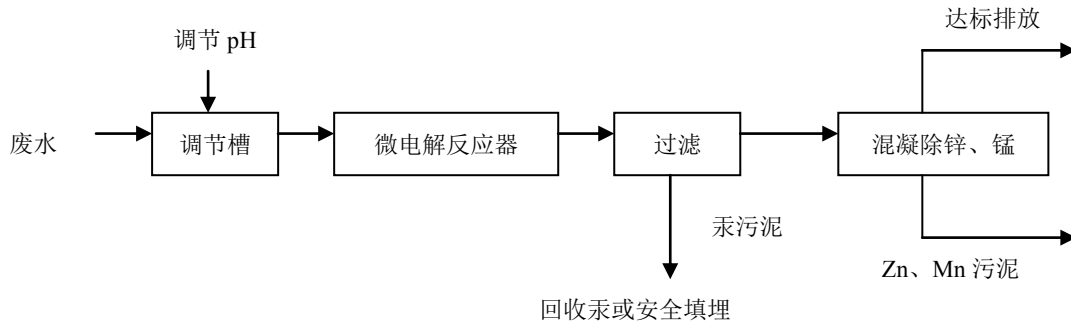 达标排放
调节 pH
废水
调节槽
微电解反应器
过滤
混凝除锌、锰
汞污泥
Zn、Mn 污泥
回收汞或安全填埋